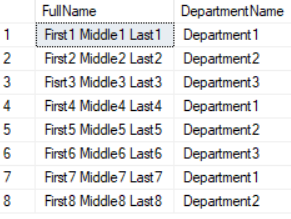 FullName DepartmentName
1 First1 Middle1 Last1 Department1
2 First2 Middle2 Last2 Department2
3 Fisrt3 Middle3 Last3 Department3
4 First4 Middle4 Last4 Department1
5 First5 Middle5 Last5 Department2
6 First6 Middle6 Last6 Department3
7 First7 Middle7 Last7 Department1
8 First8 Middle8 Last8 Department2